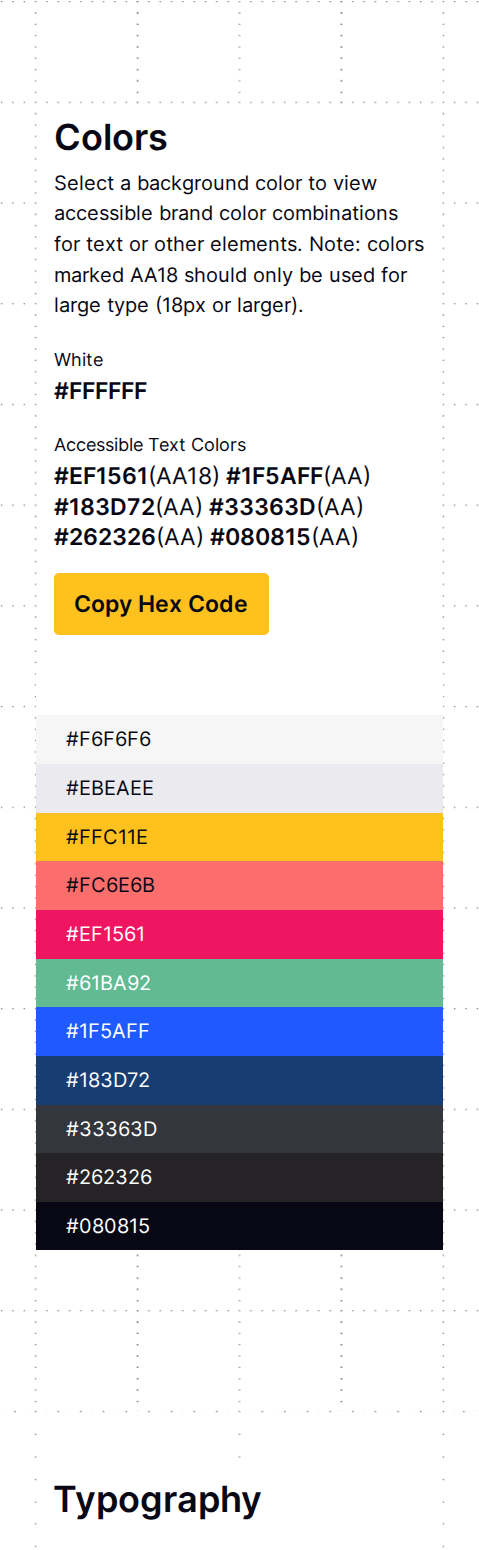 Colors
Select a background color to view
accessible brand color combinations
for text or other elements. Note: colors
marked AA18 should only be used for
large type (18px or larger).
White
#FFFFFF
Accessible Text Colors
#EF1561(AA18) #1F5AFF(AA)
#183D72(AA) #33363D(AA)
#262326(AA) #080815(AA)
Copy Hex Code
#F6F6F6
#EBEAEE
#FFC11E
#FC6E6B
#EF1561
#61BA92
#1F5AFF
#183D72
#33363D
#262326
#080815
Typography